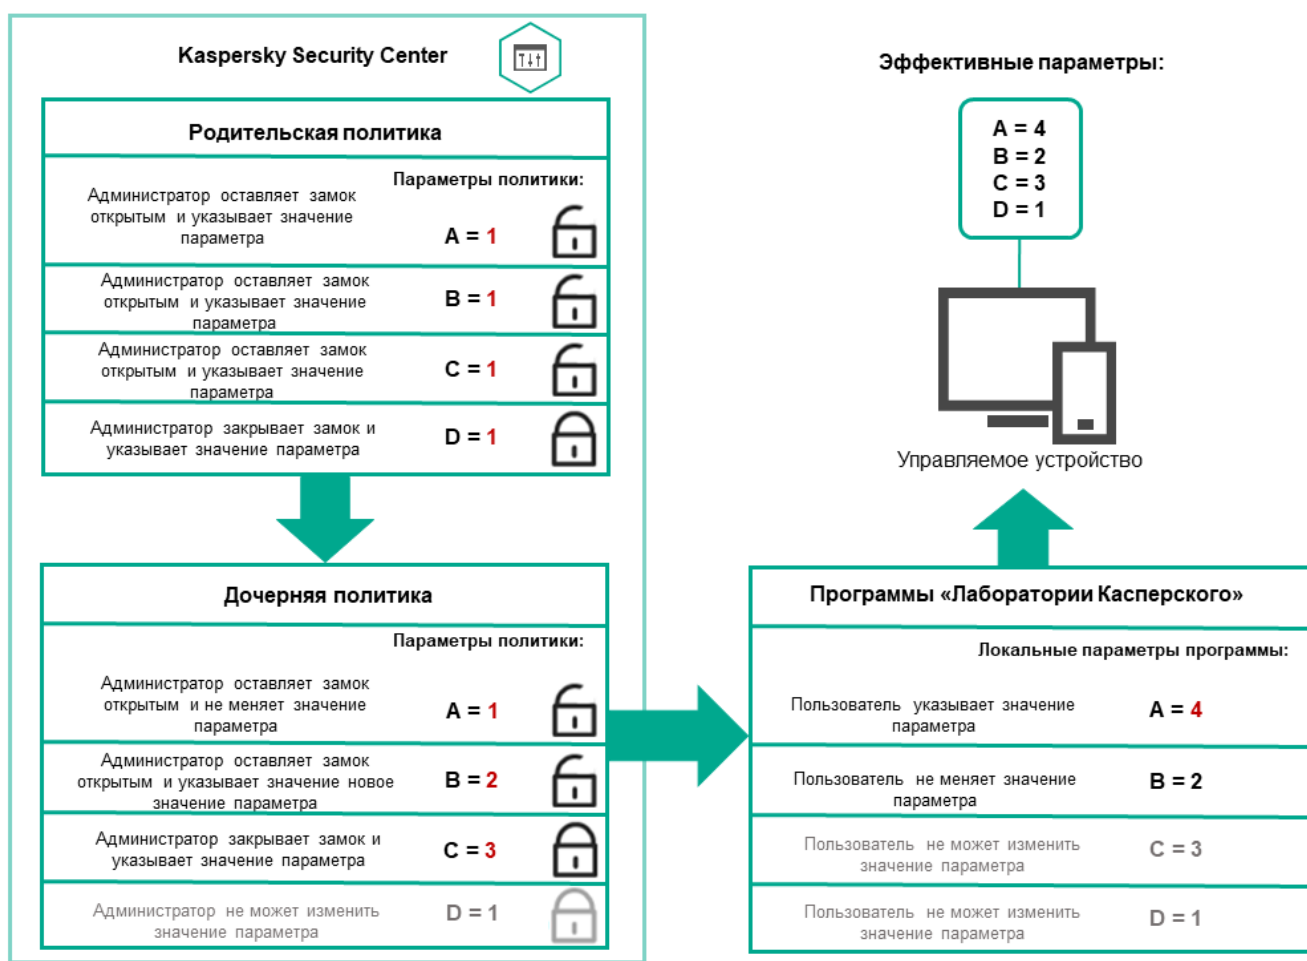 Kaspersky Security Center
Родительская политика
Параметры политики:
Администратор оставляет замок
открытым и указывает значение
параметра
A = 1
Администратор оставляет замок
открытым и указывает значение
параметра
B = 1
Администратор оставляет замок
открытым и указывает значение
параметра
C = 1
Администратор закрывает замок и
указывает значение параметра
D = 1
Дочерняя политика
Параметры политики:
Администратор оставляет замок
открытым и не меняет значение
параметра
A = 1
Администратор оставляет замок
открытым и указывает значение новое
значение параметра
B = 2
Администратор закрывает замок и
указывает значение параметра
C = 3
Администратор не может изменить
значение параметра
D = 1
Эффективные параметры:
A = 4
B = 2
C = 3
D = 1
Управляемое устройство
Программы «Лаборатории Касперского»
Локальные параметры программы:
Пользователь указывает значение
параметра
A = 4
Пользователь не меняет значение
параметра
B = 2
Пользователь не может изменить
значение параметра
C = 3
Пользователь не может изменить
значение параметра
D = 1